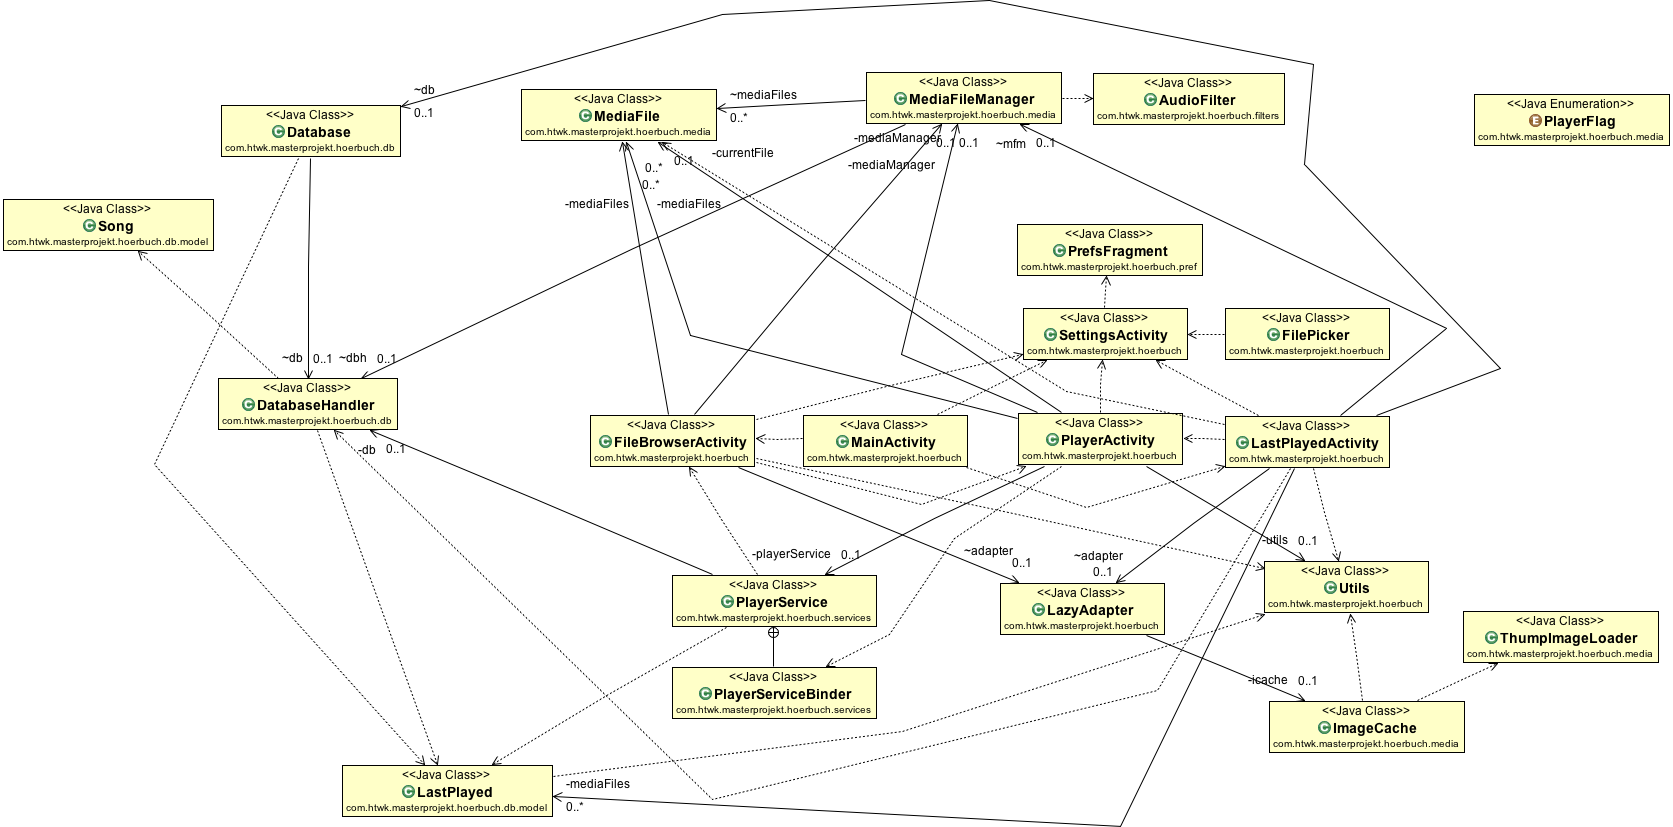 ~db
0..1
<<Java Class>>
Database
com.htwk.masterprojekt.hoerbuch.db
<<Java Class>>
MediaFile
com.htwk.masterprojekt.hoerbuch.media
~mediaFiles
0..*
<<Java Class>>
MediaFileManager
com.htwk.masterprojekt.hoerbuch.media
<<Java Class>>
AudioFilter
com.htwk.masterprojekt.hoerbuch.filters
<<Java Enumeration>>
PlayerFlag
com.htwk.masterprojekt.hoerbuch.media
-mediaManager
0..1
0..1
~mfm
0..1
-currentFile
0..1
-mediaManager
0..*
0..*
-mediaFiles
-mediaFiles
<<Java Class>>
Song
com.htwk.masterprojekt.hoerbuch.db.model
<<Java Class>>
PrefsFragment
com.htwk.masterprojekt.hoerbuch.pref
<<Java Class>>
SettingsActivity
com.htwk.masterprojekt.hoerbuch
<<Java Class>>
FilePicker
com.htwk.masterprojekt.hoerbuch
~db
0..1
~dbh
0..1
<<Java Class>>
DatabaseHandler
com.htwk.masterprojekt.hoerbuch.db
-db
0..1
<<Java Class>>
FileBrowserActivity
com.htwk.masterprojekt.hoerbuch
<<Java Class>>
MainActivity
com.htwk.masterprojekt.hoerbuch
<<Java Class>>
PlayerActivity
com.htwk.masterprojekt.hoerbuch
<<Java Class>>
LastPlayedActivity
com.htwk.masterprojekt.hoerbuch
-playerService
0..1
~adapter
0..1
~adapter
0..1
-utils
0..1
<<Java Class>>
PlayerService
com.htwk.masterprojekt.hoerbuch.services
<<Java Class>>
LazyAdapter
com.htwk.masterprojekt.hoerbuch
<<Java Class>>
Utils
com.htwk.masterprojekt.hoerbuch
<<Java Class>>
ThumpImageLoader
com.htwk.masterprojekt.hoerbuch.media
<<Java Class>>
PlayerServiceBinder
com.htwk.masterprojekt.hoerbuch.services
-icache
0..1
<<Java Class>>
ImageCache
com.htwk.masterprojekt.hoerbuch.media
<<Java Class>>
LastPlayed
com.htwk.masterprojekt.hoerbuch.db.model
-mediaFiles
0..*